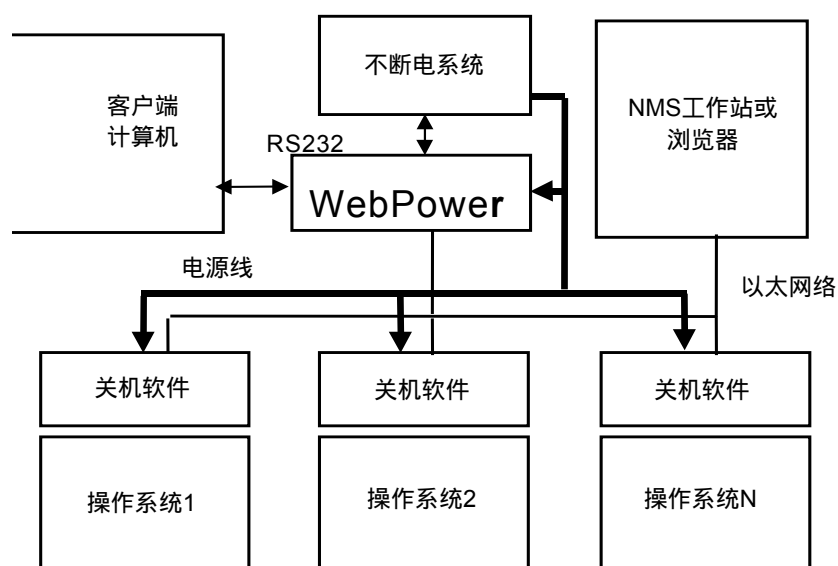 不断电系统
客户端
计算机
NMS工作站或
浏览器
RS232
WebPower
电源线
以太网络
关机软件
关机软件
关机软件
操作系统1
操作系统2
操作系统N